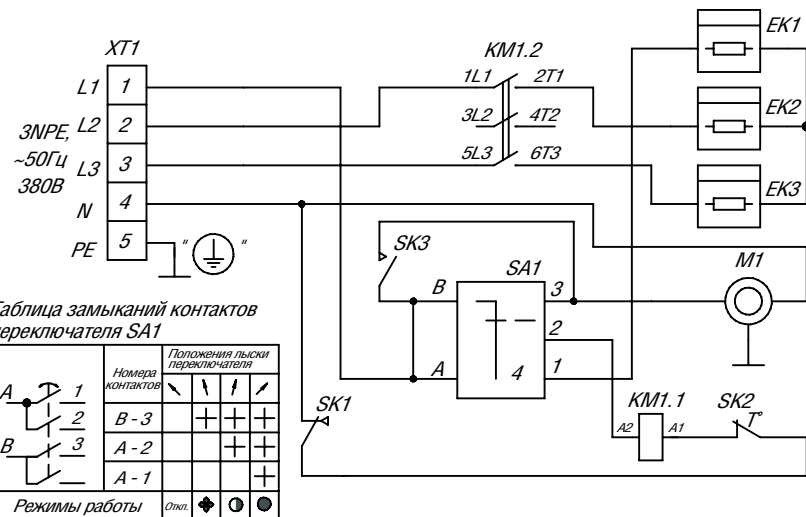 XT1
KM1.2
EK1
L1 1
1L1 2T1
EK2
3NPE,
~50Гц
380В
L2 2
3L2 4T2
L3 3
5L3 6T3
EK3
N 4
PE 5
" "
SK3
SA1
M1
B 3
2
A 4 1
Таблица замыканий контактов
переключателя SA1
Номера
контактов
Положения лыски
переключателя
A 1
2
B 3
B - 3 + + +
A - 2 + +
A - 1 +
Режимы работы Откл.
SK1
KM1.1
SK2
A2 A1
T°